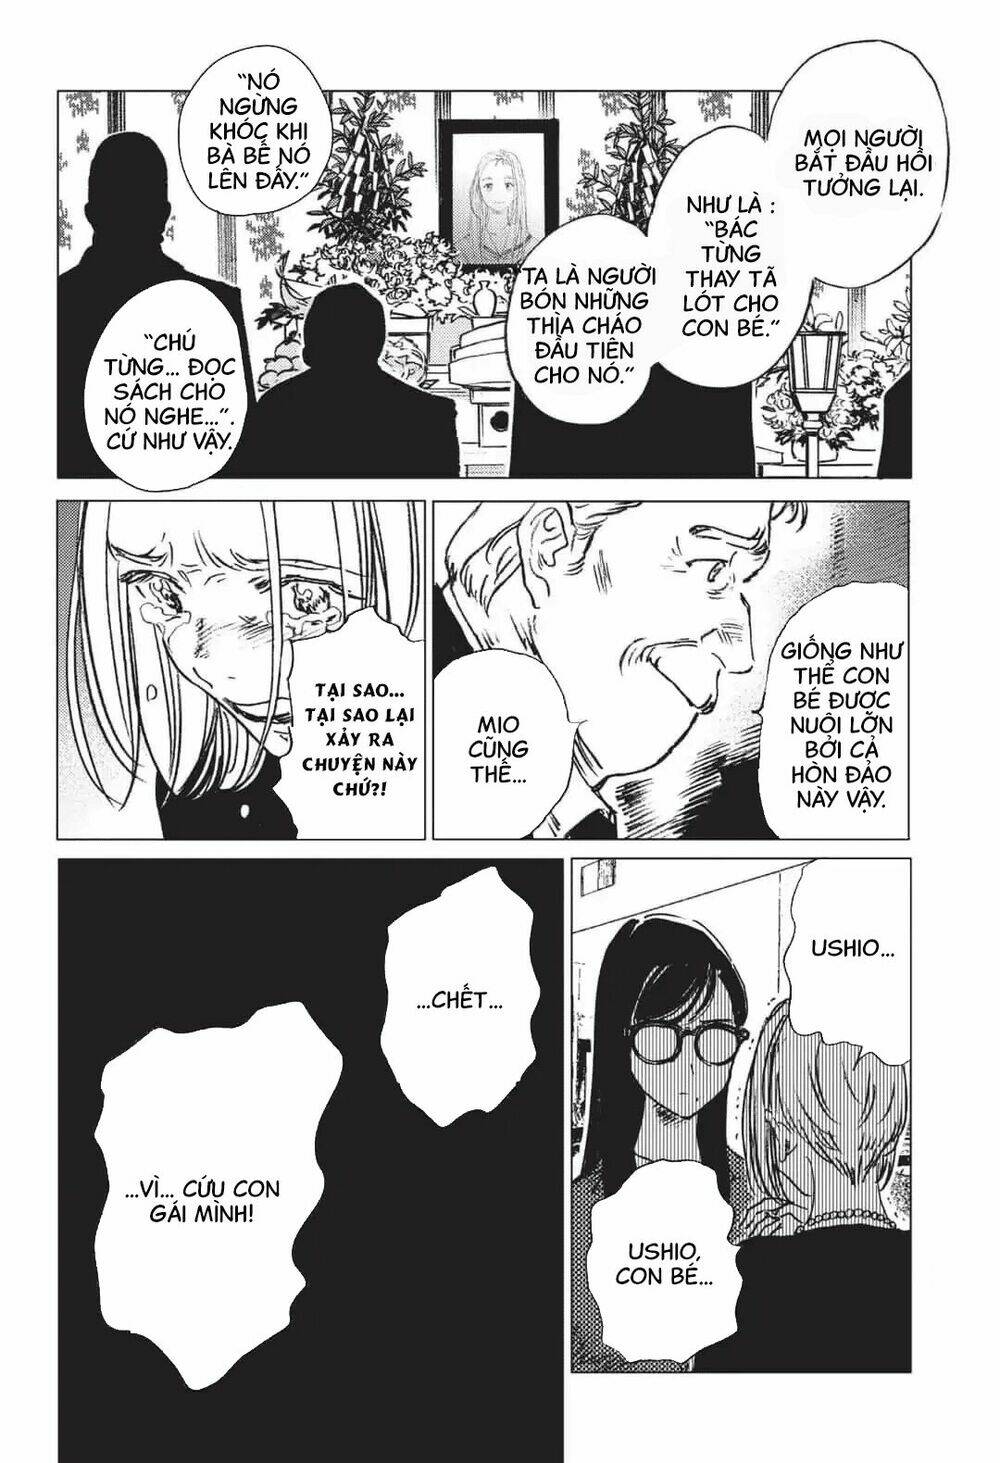 MỌI NGƯỜI
BẮT ĐẦU HỒI
TƯỞNG LẠI.
NHƯ LÀ :
“BÁC
TỪNG
THAY TÃ
LÓT CHO
CON BÉ.”
TA LÀ NGƯỜI
BÓN NHỮNG
THÌA CHÁO
ĐẦU TIÊN
CHO NÓ.”
“NÓ
NGỪNG
KHÓC KHI
BÀ BẾ NÓ
LÊN ĐẤY.”
“CHÚ
TỪNG... ĐỌC
SÁCH CHO
NÓ NGHE...”.
CỨ NHƯ VẬY.
GIỐNG NHƯ
THỂ CON
BÉ ĐƯỢC
NUÔI LỚN
BỞI CẢ
HÒN ĐẢO
NÀY VẬY.
MIO
CŨNG
THẾ...
TẠI SAO...
TẠI SAO LẠI
XẢY RA
CHUYỆN NÀY
CHỨ?!
USHIO...
USHIO,
CON BÉ...
...CHẾT...
...VÌ... CỨU CON
GÁI MÌNH!